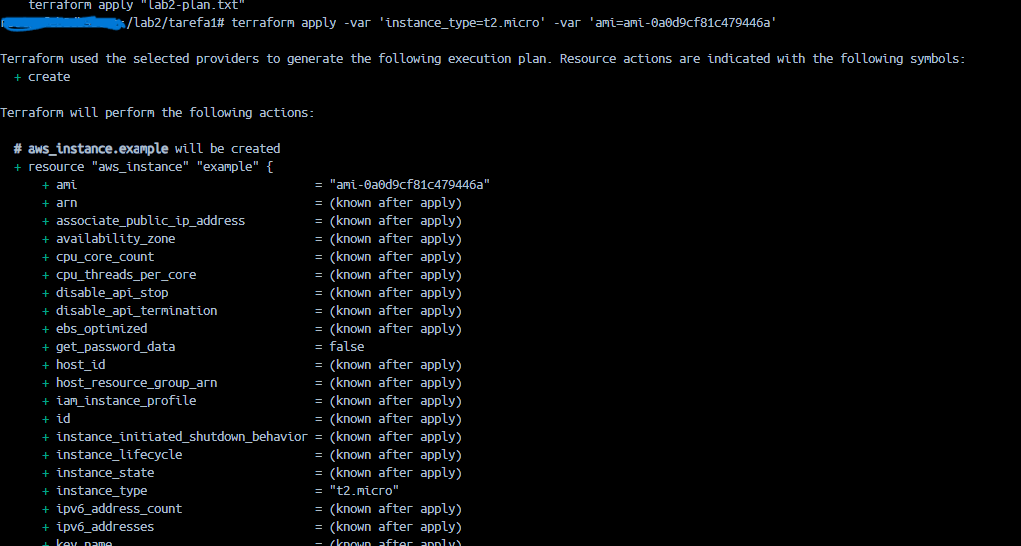 terraform apply "lab2-plan.txt"
/lab2/tarefa1# terraform apply -var 'instance_type=t2.micro' -var 'ami=ami-0a0d9cf81c479446a'
Terraform used the selected providers to generate the following execution plan. Resource actions are indicated with the following symbols:
+ create
Terraform will perform the following actions:
# aws_instance.example will be created
+ resource "aws_instance" "example" {
+ ami = "ami-0a0d9cf81c479446a"
+ arn = (known after apply)
+ associate_public_ip_address = (known after apply)
+ availability_zone = (known after apply)
+ cpu_core_count = (known after apply)
+ cpu_threads_per_core = (known after apply)
+ disable_api_stop = (known after apply)
+ disable_api_termination = (known after apply)
+ ebs_optimized = (known after apply)
+ get_password_data = false
+ host_id = (known after apply)
+ host_resource_group_arn = (known after apply)
+ iam_instance_profile = (known after apply)
+ id = (known after apply)
+ instance_initiated_shutdown_behavior = (known after apply)
+ instance_lifecycle = (known after apply)
+ instance_state = (known after apply)
+ instance_type = "t2.micro"
+ ipv6_address_count = (known after apply)
+ ipv6_addresses = (known after apply)
+ key_name = (known after apply)